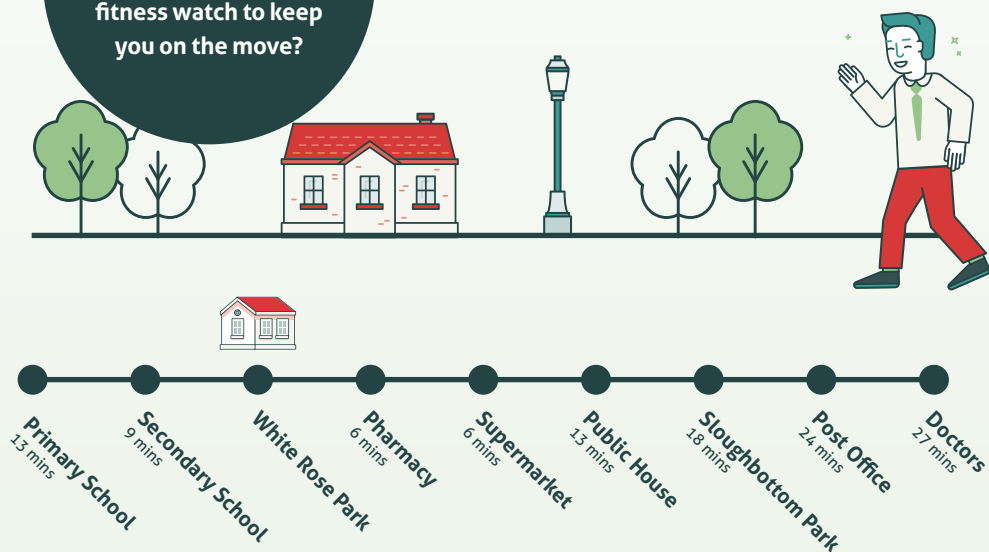 fitness watch to keep
you on the move?
Primary School
13 mins
Secondary School
9 mins
White Rose Park
Pharmacy
6 mins
Supermarket
6 mins
Public House
13 mins
Sloughbottom Park
18 mins
Post Office
24 mins
Doctors
27 mins